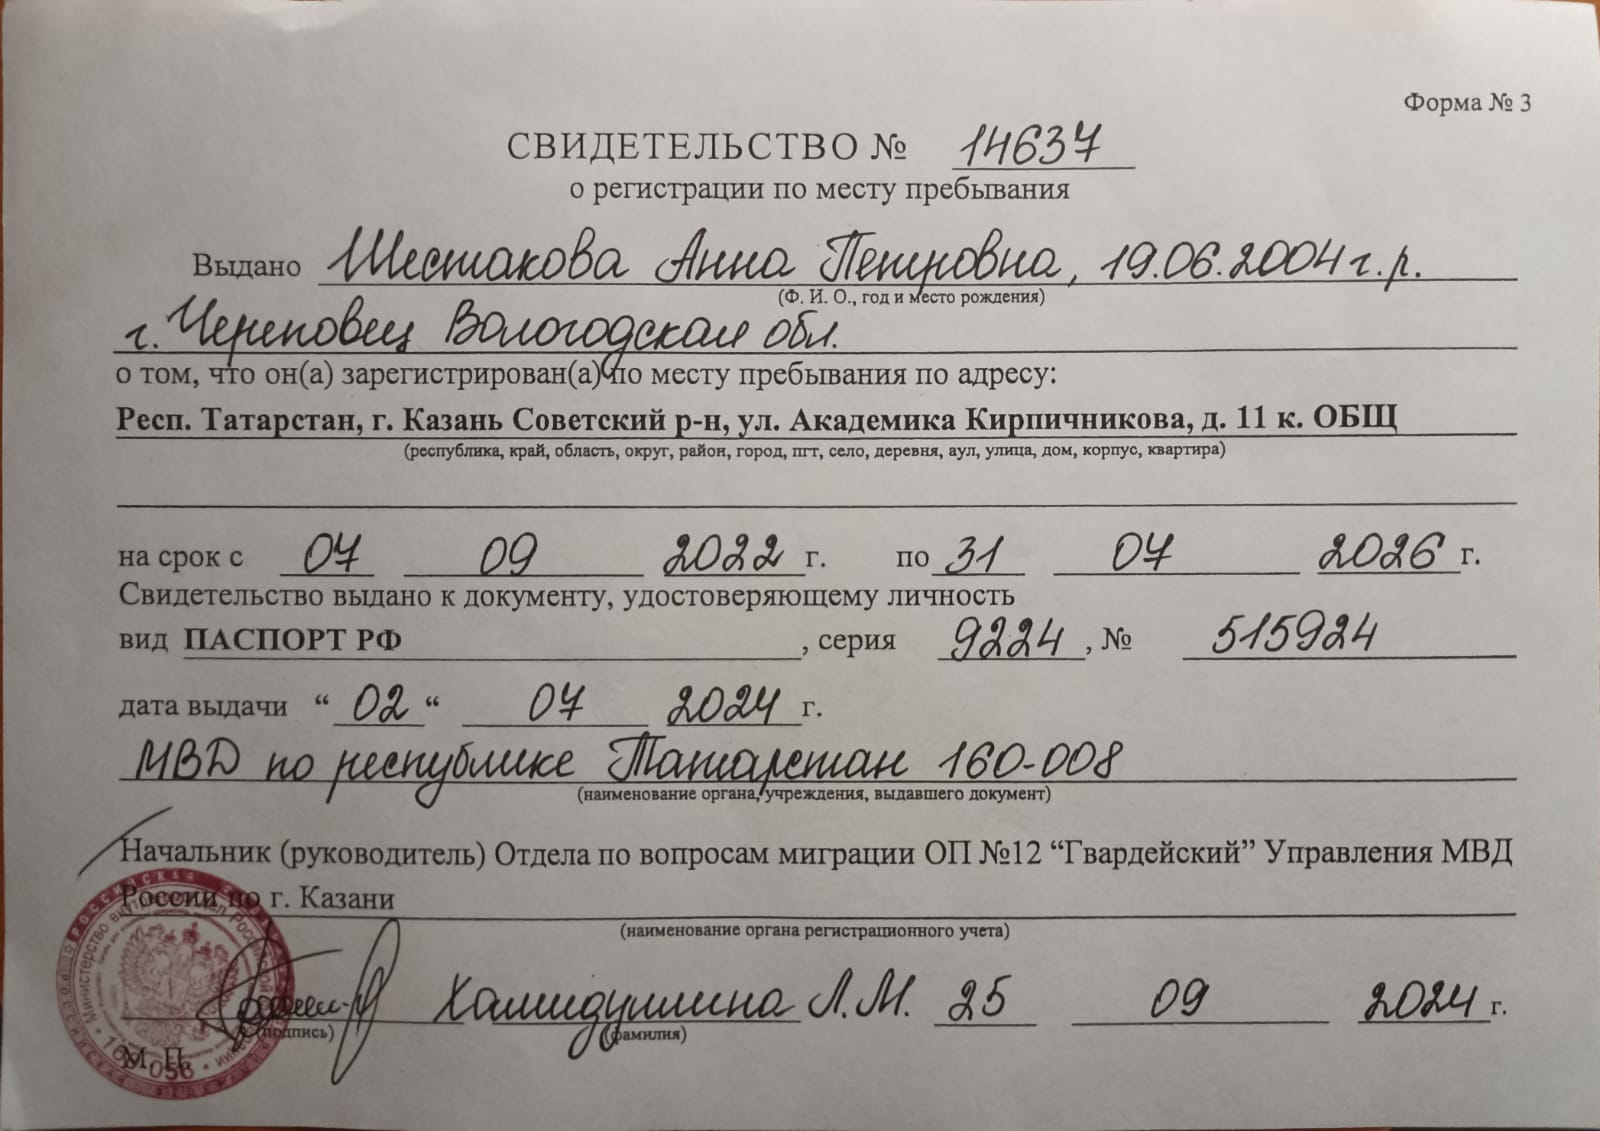 Форма № 3
СВИДЕТЕЛЬСТВО № 14637
о регистрации по месту пребывания
Выдано Шестакова Анна Петровна, 19.06.2004 г.р.
(Ф. И. О., год и место рождения)
г. Череповец Вологодская обл.
о том, что он(а) зарегистрирован(а) по месту пребывания по адресу:
Респ. Татарстан, г. Казань Советский р-н, ул. Академика Кирпичникова, д. 11 к. ОБЩ
(республика, край, область, округ, район, город, пгт, село, деревня, аул, улица, дом, корпус, квартира)
на срок с 07 09 2022 г. по 31 07 2026 г.
Свидетельство выдано к документу, удостоверяющему личность
вид ПАСПОРТ РФ , серия 9224 , № 515924
дата выдачи “ 02 “ 07 2024 г.
МВД по республике Татарстан 160-008
(наименование органа, учреждения, выдавшего документ)
Начальник (руководитель) Отдела по вопросам миграции ОП №12 “Гвардейский” Управления МВД
России по г. Казани
(наименование органа регистрационного учета)
Хамидуллина Л.М. 25 09 2024 г.
(подпись) (фамилия)
М. П.